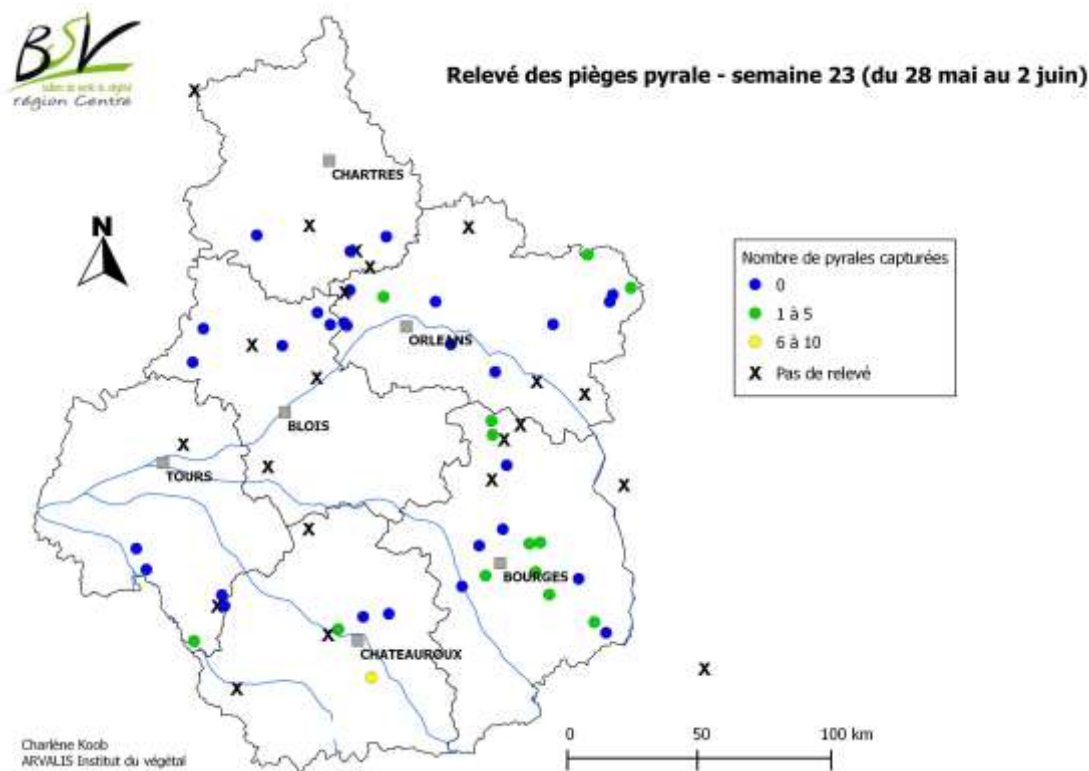 BSV
région Centre
Relevé des pièges pyrale - semaine 23 (du 28 mai au 2 juin)
CHARTRES
N
Nombre de pyrales capturées
0
1 à 5
6 à 10
X Pas de relevé
ORLEANS
BLOIS
TOURS
BOURGES
CHATEAUROUX
0 50 100 km
Charlène Koob
ARVALIS Institut du végétal